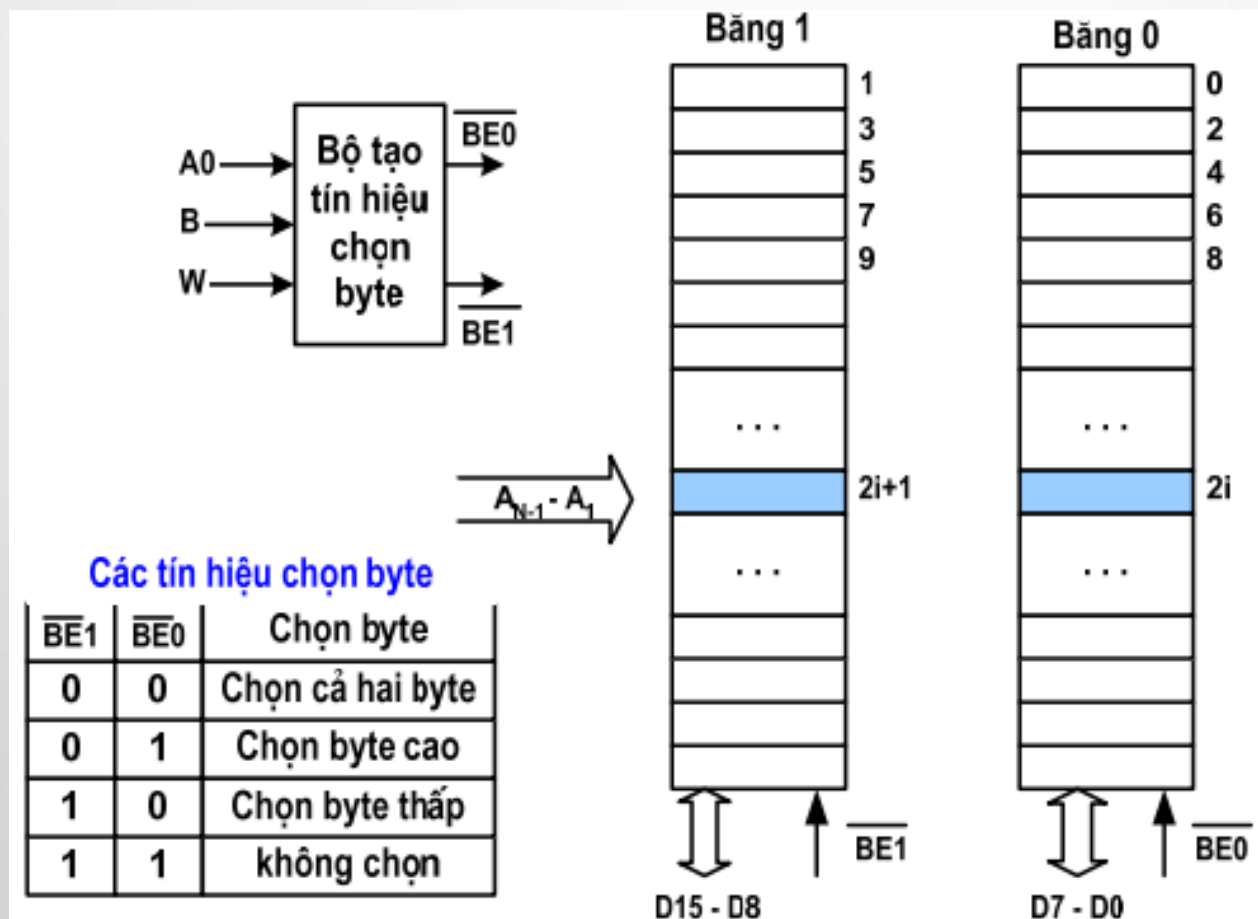 Băng 1
Băng 0
A0
B
W
Bộ tạo
tín hiệu
chọn
byte
BE0
BE1
1
3
5
7
9
. . .
2i+1
. . .
0
2
4
6
8
. . .
2i
. . .
A_{N-1} - A_1
Các tín hiệu chọn byte
BE1 BE0 Chọn byte
0 0 Chọn cả hai byte
0 1 Chọn byte cao
1 0 Chọn byte thấp
1 1 không chọn
BE1
BE0
D15 - D8
D7 - D0